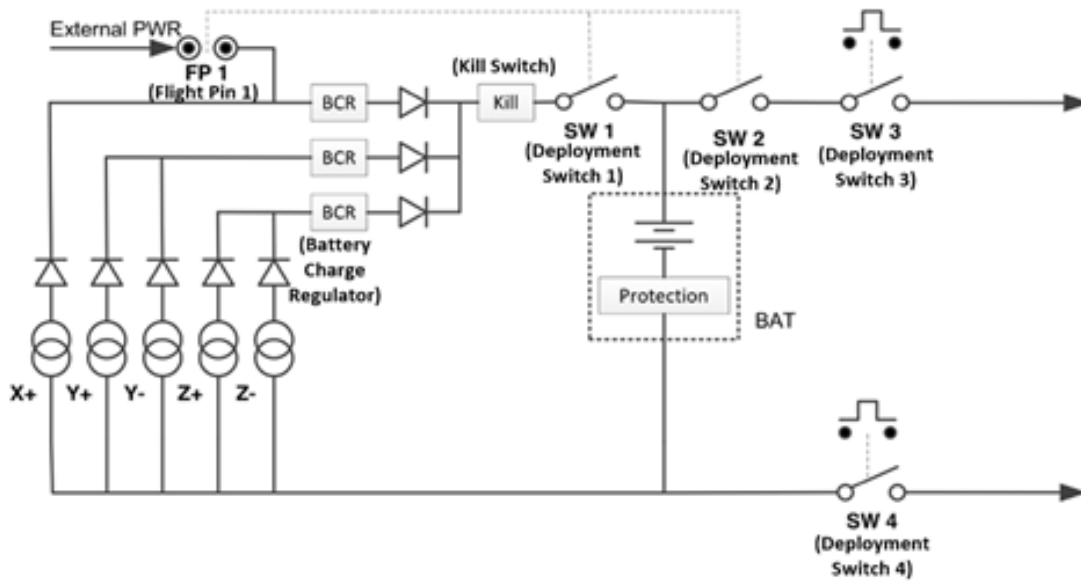 External PWR
FP 1
(Flight Pin 1)
(Kill Switch)
BCR
Kill
SW 1
(Deployment
Switch 1)
SW 2
(Deployment
Switch 2)
SW 3
(Deployment
Switch 3)
BCR
BCR
(Battery
Charge
Regulator)
Protection
BAT
X+
Y+
Y-
Z+
Z-
SW 4
(Deployment
Switch 4)